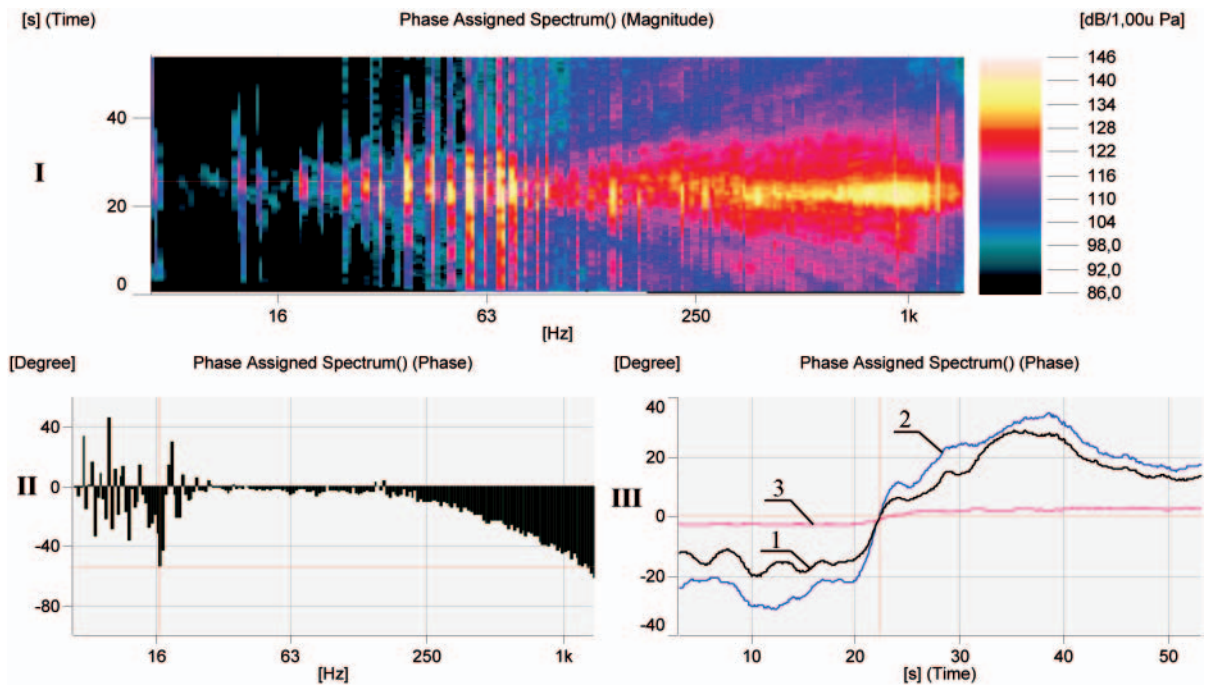 [s] (Time) Phase Assigned Spectrum() (Magnitude) [dB/1,00u Pa]
146
140
134
128
122
116
110
104
98,0
92,0
86,0
40
20
0
I
16 63 250 1k
[Hz]
[Degree] Phase Assigned Spectrum() (Phase)
40
0
-40
-80
II
16 63 250 1k
[Hz]
[Degree] Phase Assigned Spectrum() (Phase)
40
20
0
-20
-40
III
2
3
1
10 20 30 40 50
[s] (Time)